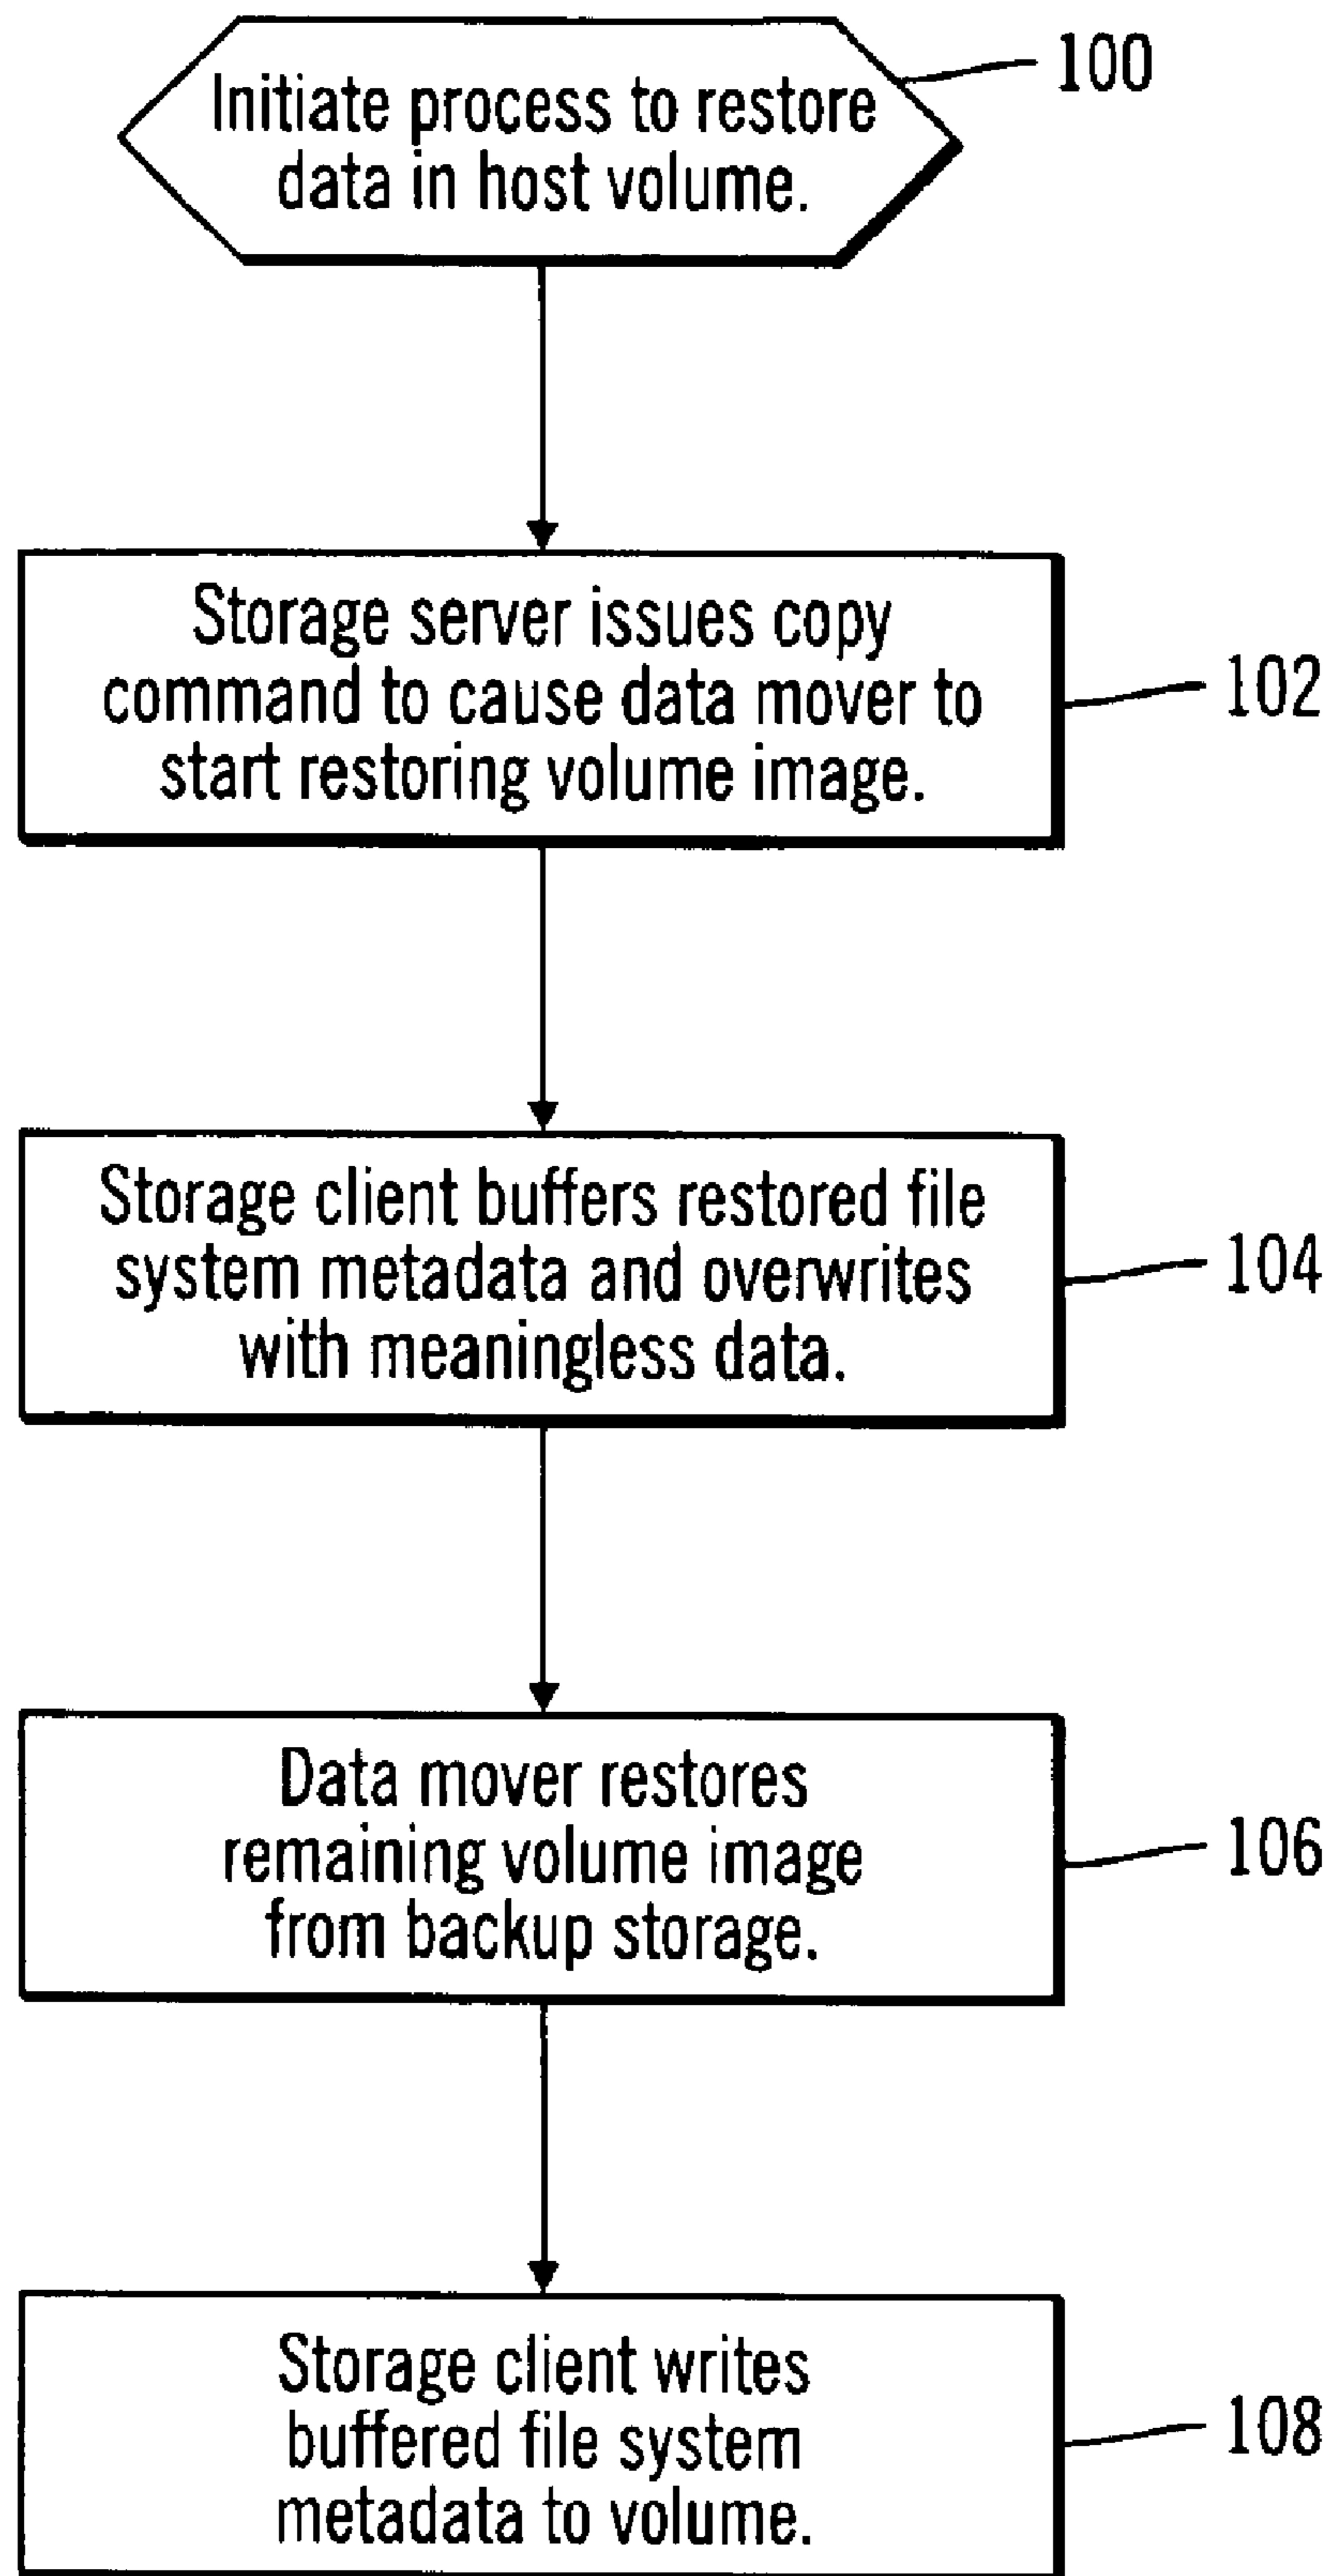 Initiate process to restore
data in host volume.
100
Storage server issues copy
command to cause data mover to
start restoring volume image.
102
Storage client buffers restored file
system metadata and overwrites
with meaningless data.
104
Data mover restores
remaining volume image
from backup storage.
106
Storage client writes
buffered file system
metadata to volume.
108